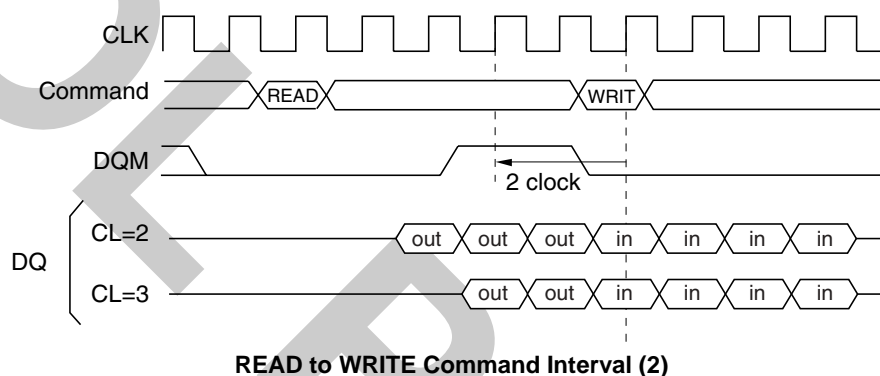 CLK
Command READ WRIT
DQM
2 clock
CL=2 out out out in in in in
DQ
CL=3 out out in in in in
READ to WRITE Command Interval (2)